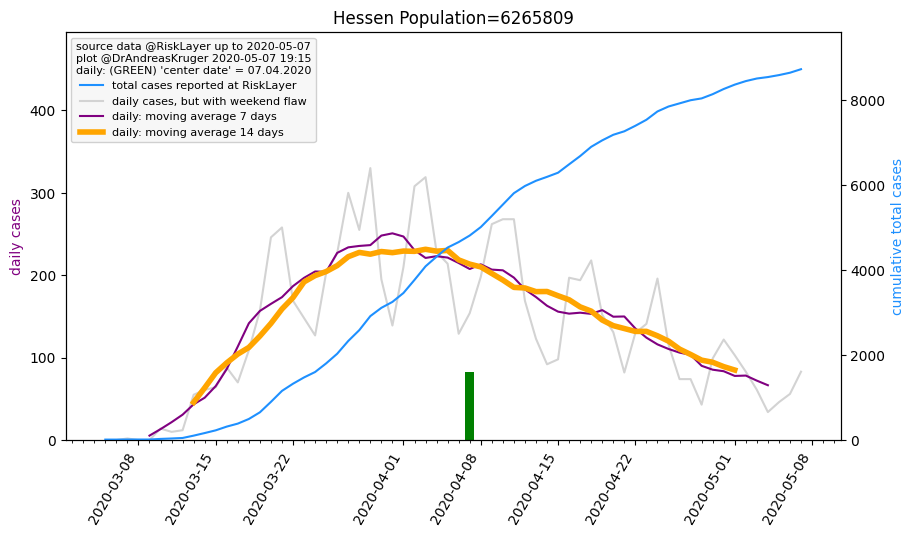 Hessen Population=6265809
source data @RiskLayer up to 2020-05-07
plot @DrAndreasKruger 2020-05-07 19:15
daily: (GREEN) 'center date' = 07.04.2020
total cases reported at RiskLayer
daily cases, but with weekend flaw
daily: moving average 7 days
daily: moving average 14 days
daily cases
400
300
200
100
0
cumulative total cases
8000
6000
4000
2000
0
2020-03-08
2020-03-15
2020-03-22
2020-04-01
2020-04-08
2020-04-15
2020-04-22
2020-05-01
2020-05-08